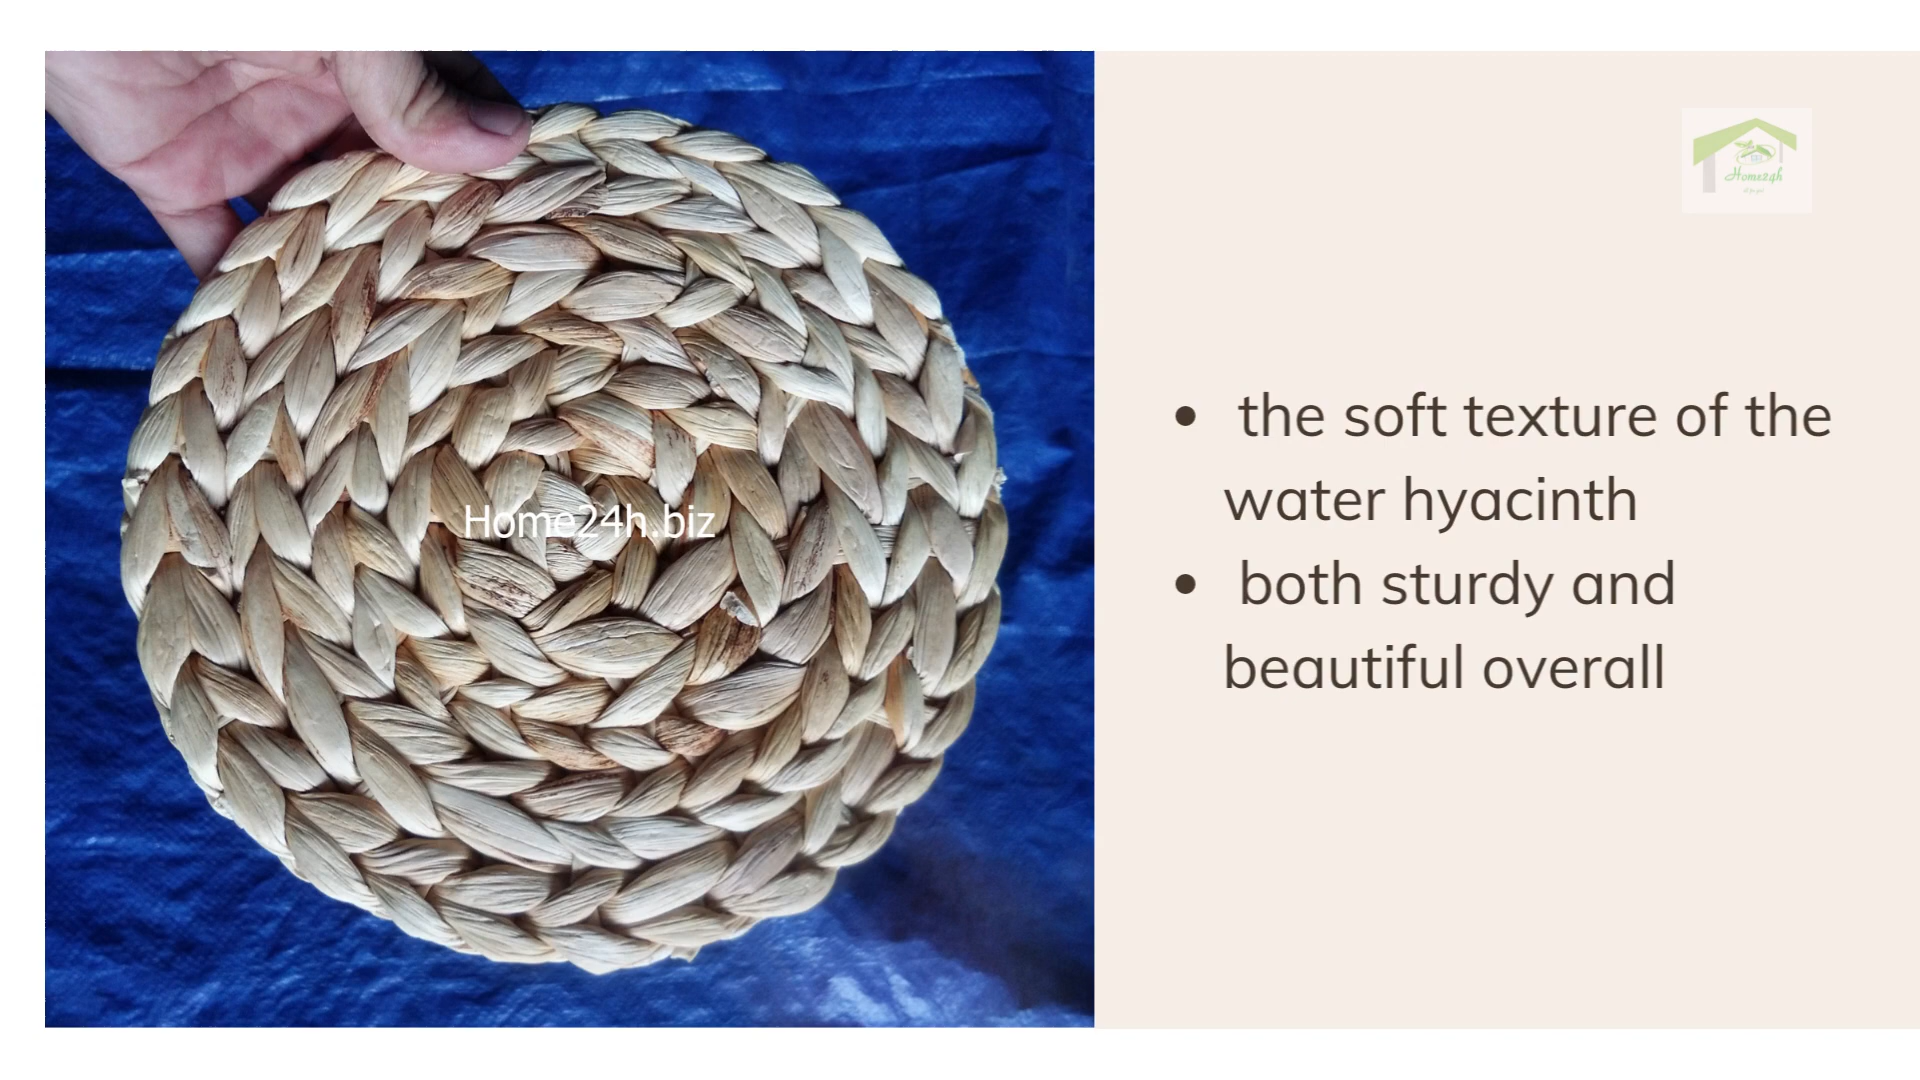 Home24h
Home24h.biz
• the soft texture of the
water hyacinth
• both sturdy and
beautiful overall